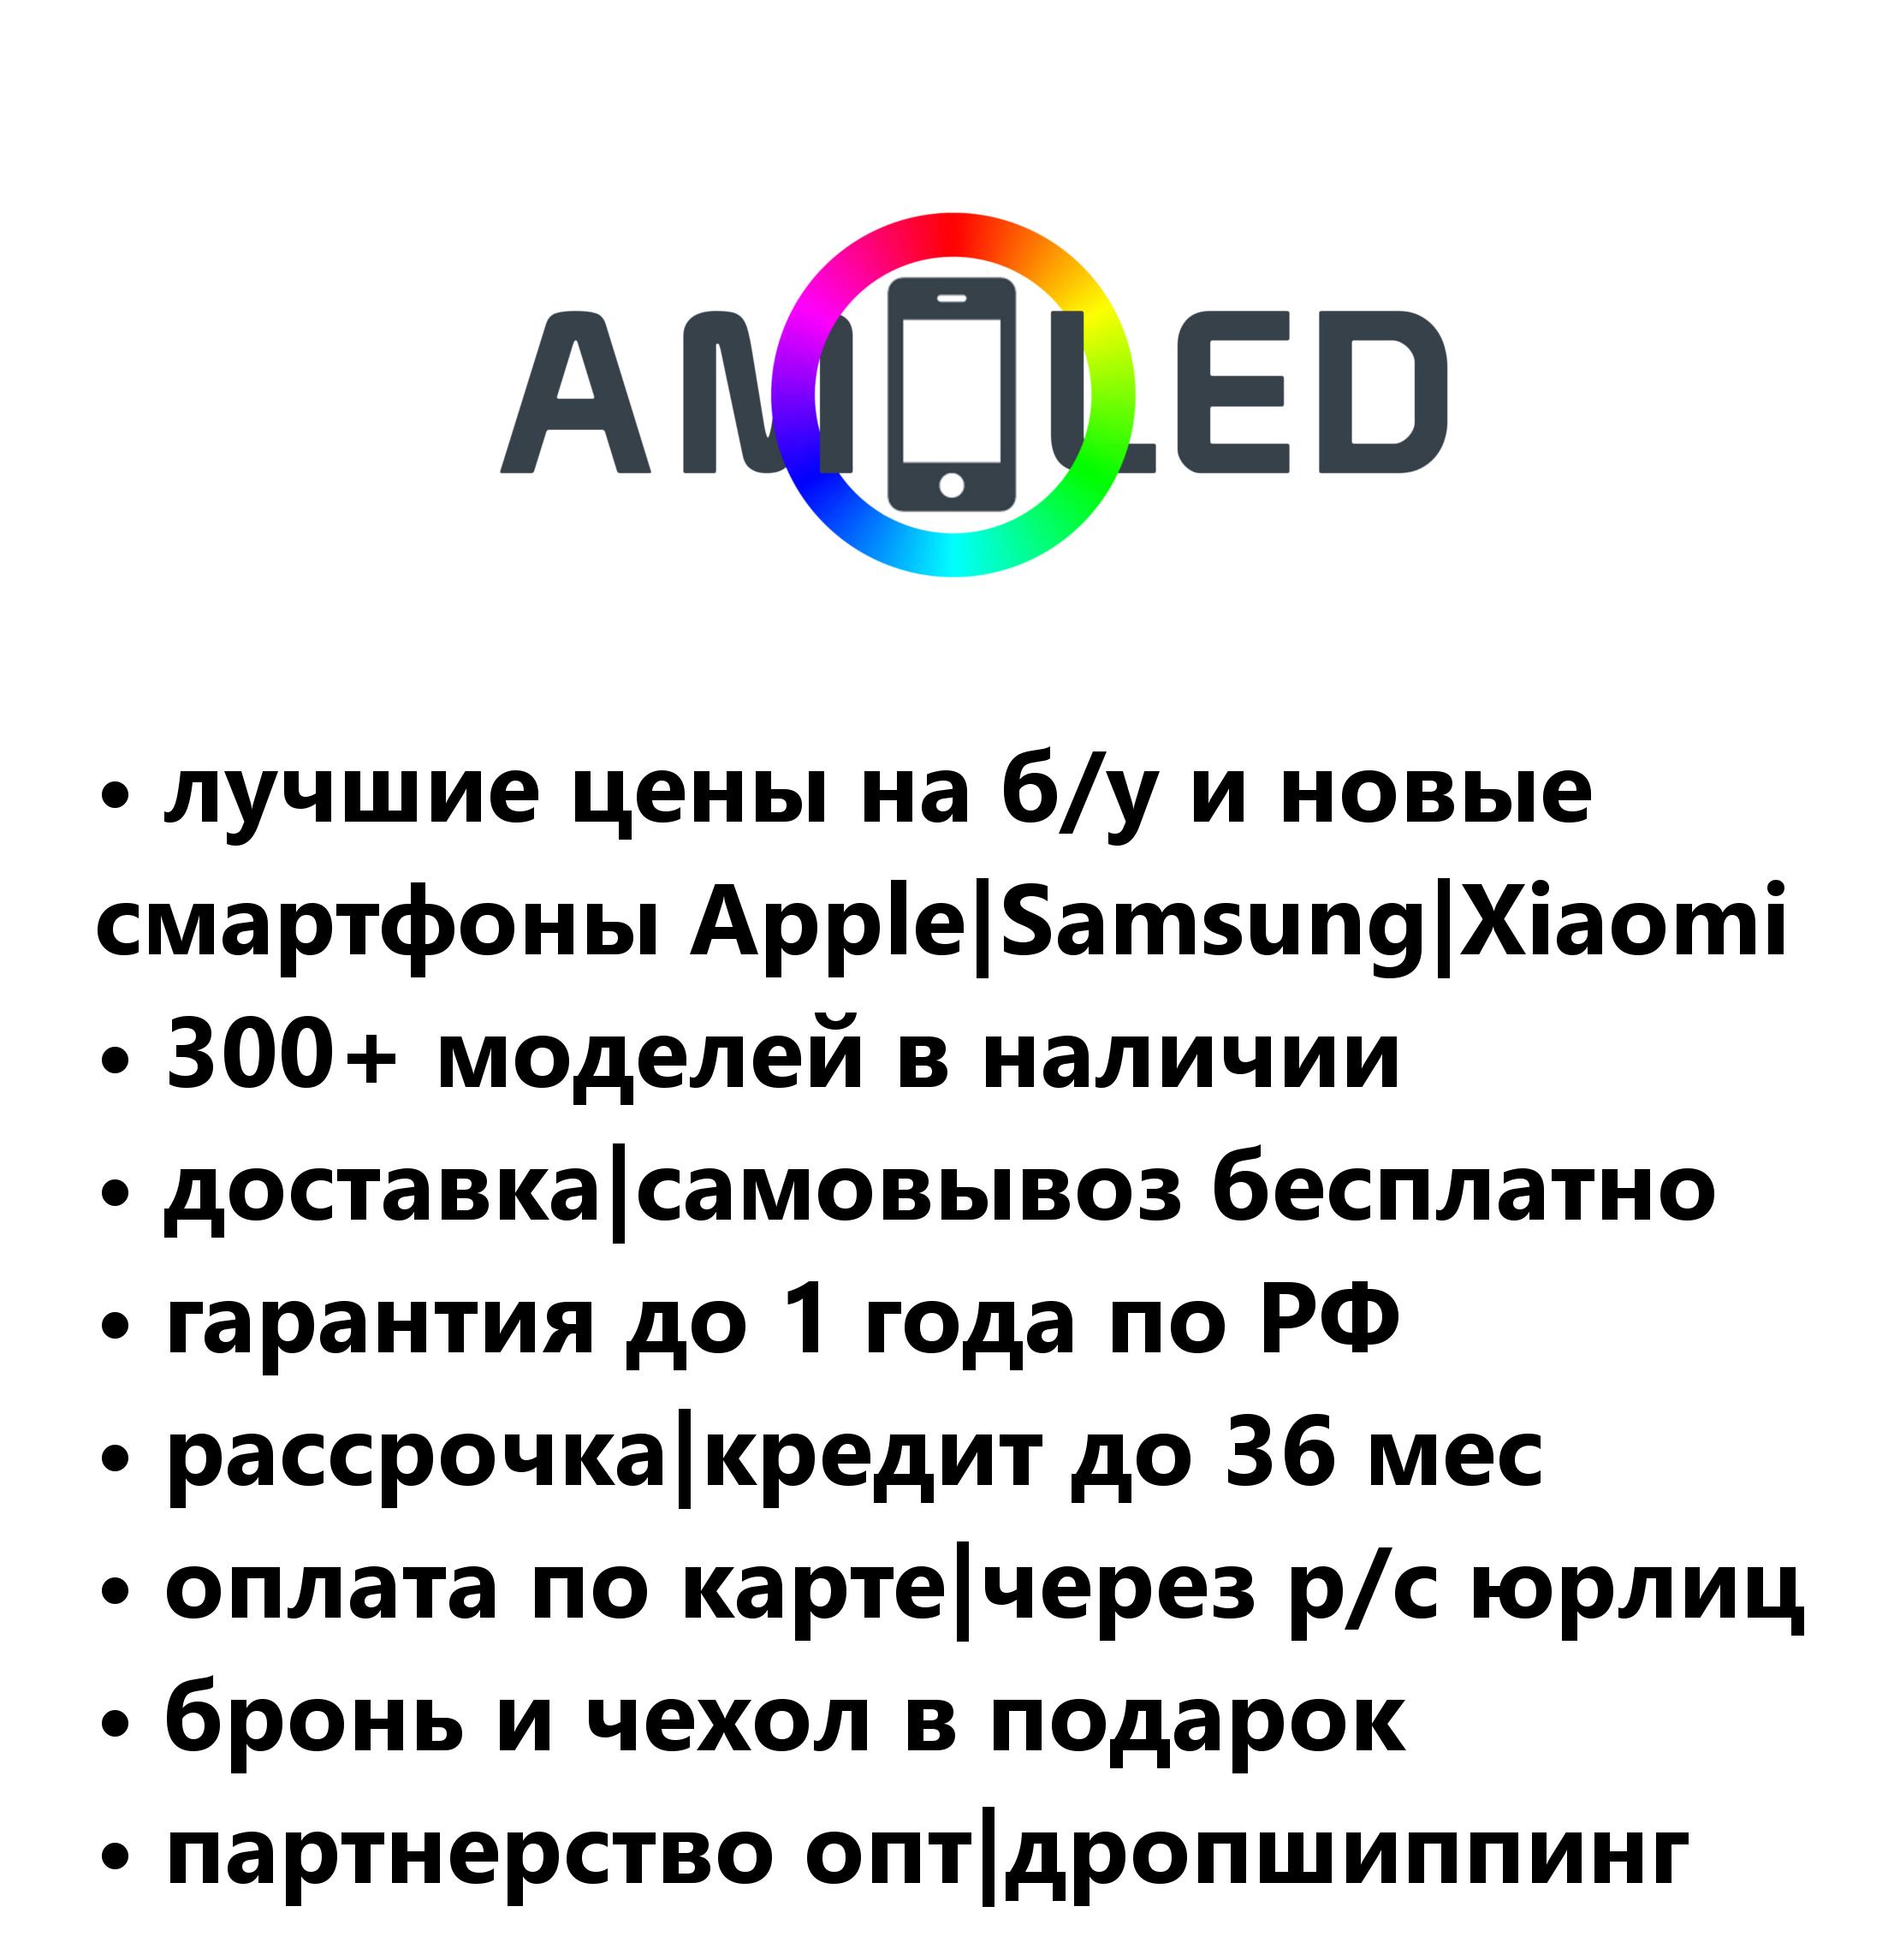 AMOLED
• лучшие цены на б/у и новые
смартфоны Apple|Samsung|Xiaomi
• 300+ моделей в наличии
• доставка|самовывоз бесплатно
• гарантия до 1 года по РФ
• рассрочка|кредит до 36 мес
• оплата по карте|через р/с юрлиц
• бронь и чехол в подарок
• партнерство опт|дропшиппинг